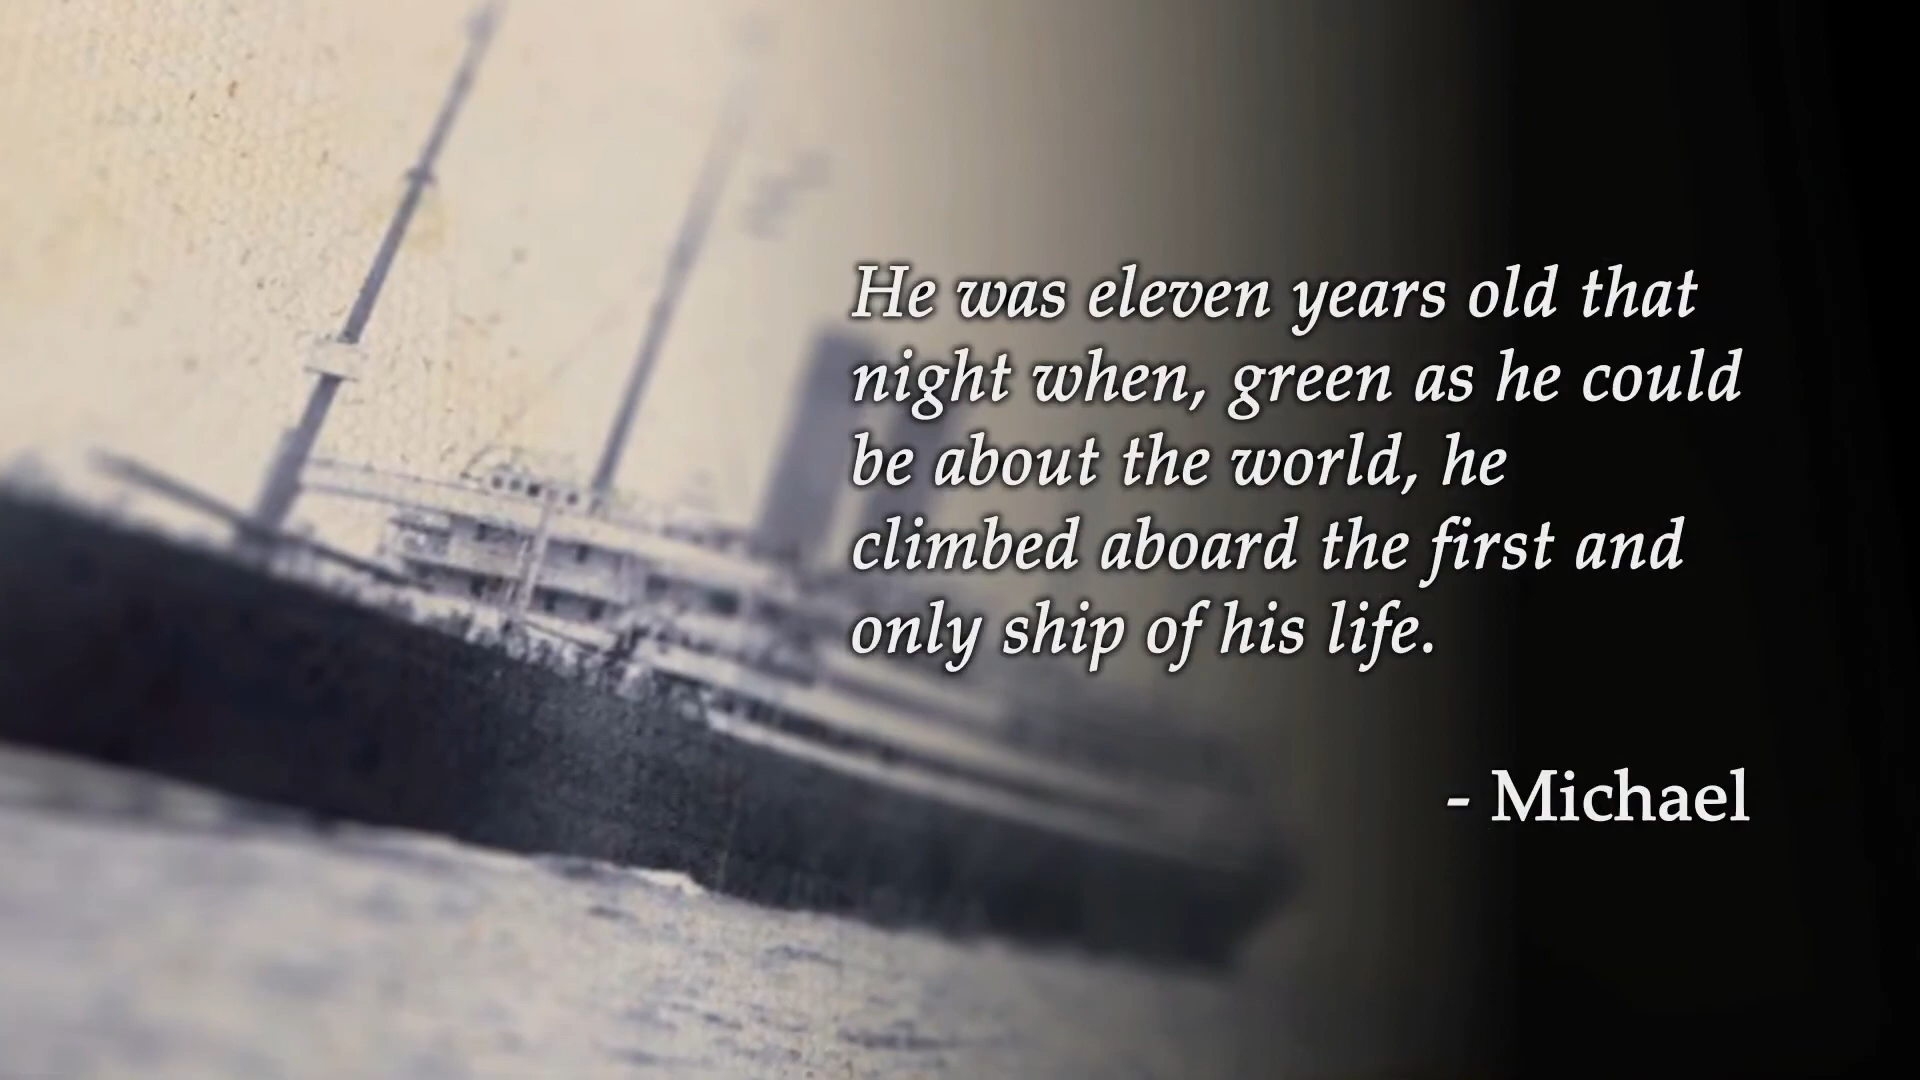 He was eleven years old that
night when, green as he could
be about the world, he
climbed aboard the first and
only ship of his life.
- Michael